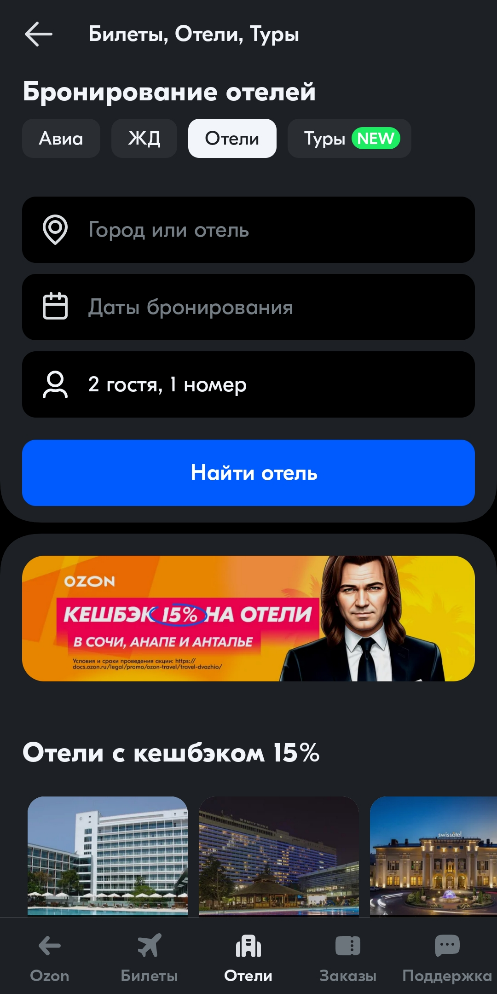 Билеты, Отели, Туры
Бронирование отелей
Авиа ЖД Отели Туры NEW
Город или отель
Даты бронирования
2 гостя, 1 номер
Найти отель
OZON
КЕШБЭК 15% НА ОТЕЛИ
В СОЧИ, АНАПЕ И АНТАЛЬЕ
Условия и сроки проведения акции: https://
docs.ozon.ru/legal/promo/ozon-travel/travel-dvazhio/
Отели с кешбэком 15%
swissôtel
Ozon Билеты Отели Заказы Поддержка